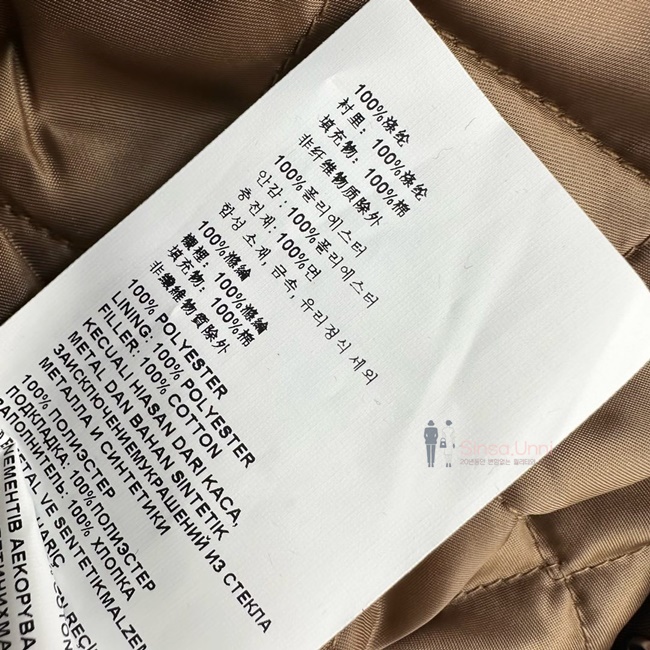 100%涤纶
衬里: 100%涤纶
填充物: 100%棉
非纤维物质除外
100%폴리에스터
안감: 100%폴리에스터
충전재: 100%면
합성 소재, 금속, 유리장식 세외
100%滌綸
襯裡: 100%滌綸
填充物: 100%棉
非纖維物質除外
100% POLYESTER
LINING: 100% POLYESTER
FILLER: 100% COTTON
KECUALI HIASAN DARI KACA,
METAL DAN BAHAN SINTETIK
ЗАИСКЛЮЧЕНИЕМУКРАШЕНИЙ ИЗ СТЕКЛА
МЕТАЛЛА И СИНТЕТИКИ
100% ПОЛИЭСТЕР
ПОДКЛАДКА: 100%ПОЛИЭСТЕР
ЗАПОЛНИТЕЛЬ: 100% ХЛОПКА
METAL VE SENTETIKMALZEM
HARIÇ
Sinsa.Unni